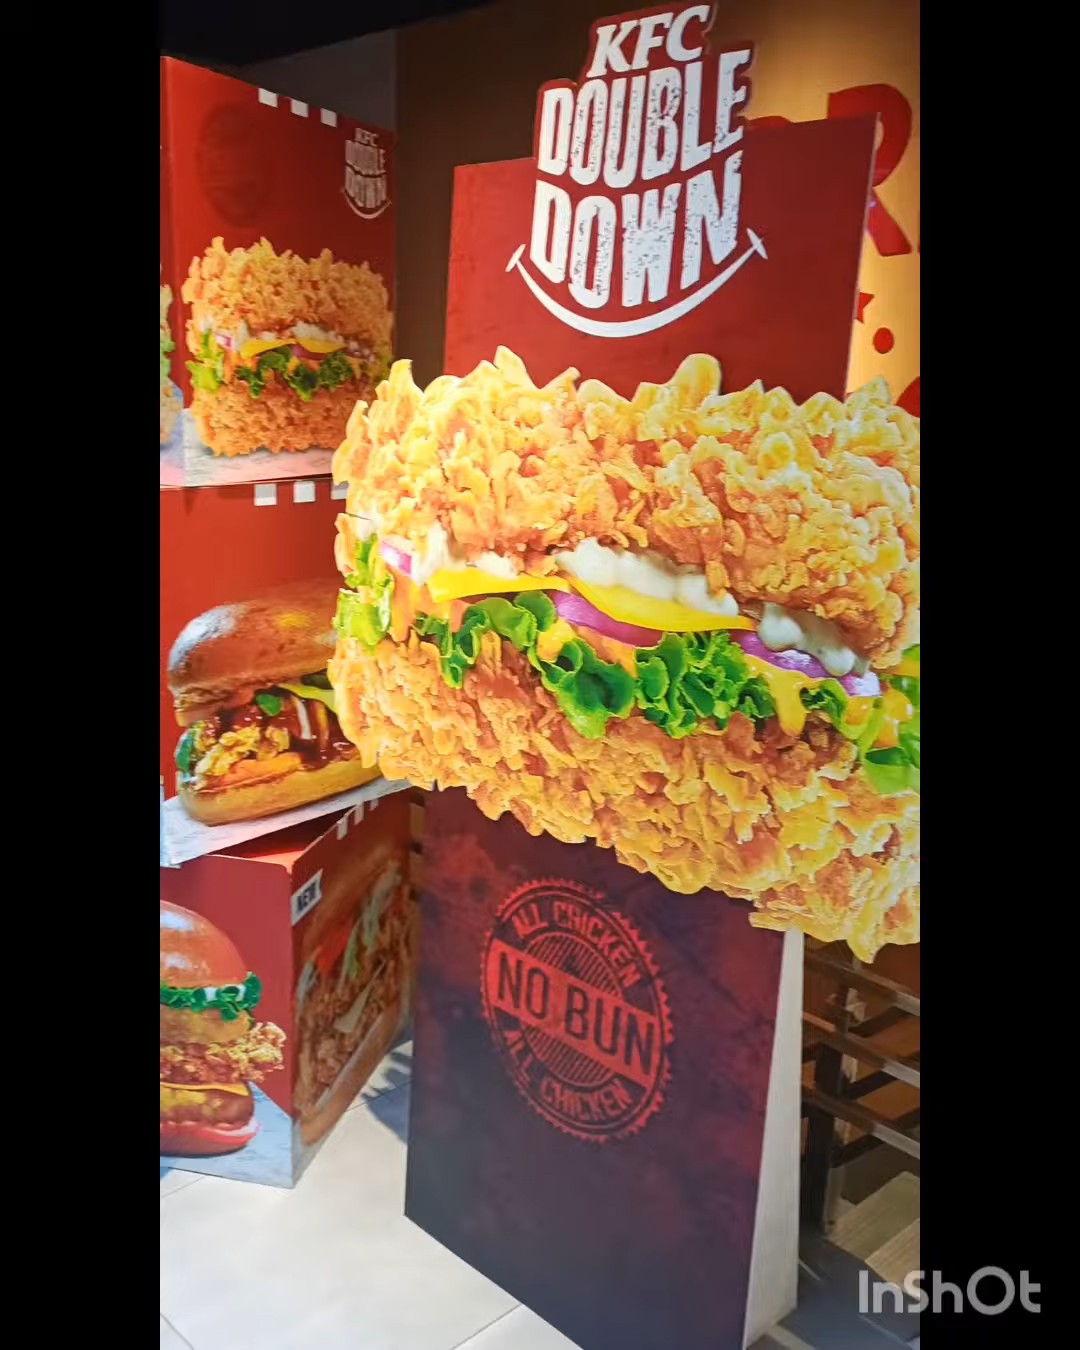 KFC
DOUBLE
DOWN
KFC
DOUBLE
DOWN
NEW
ALL CHICKEN
NO BUN
ALL CHICKEN
InShOt